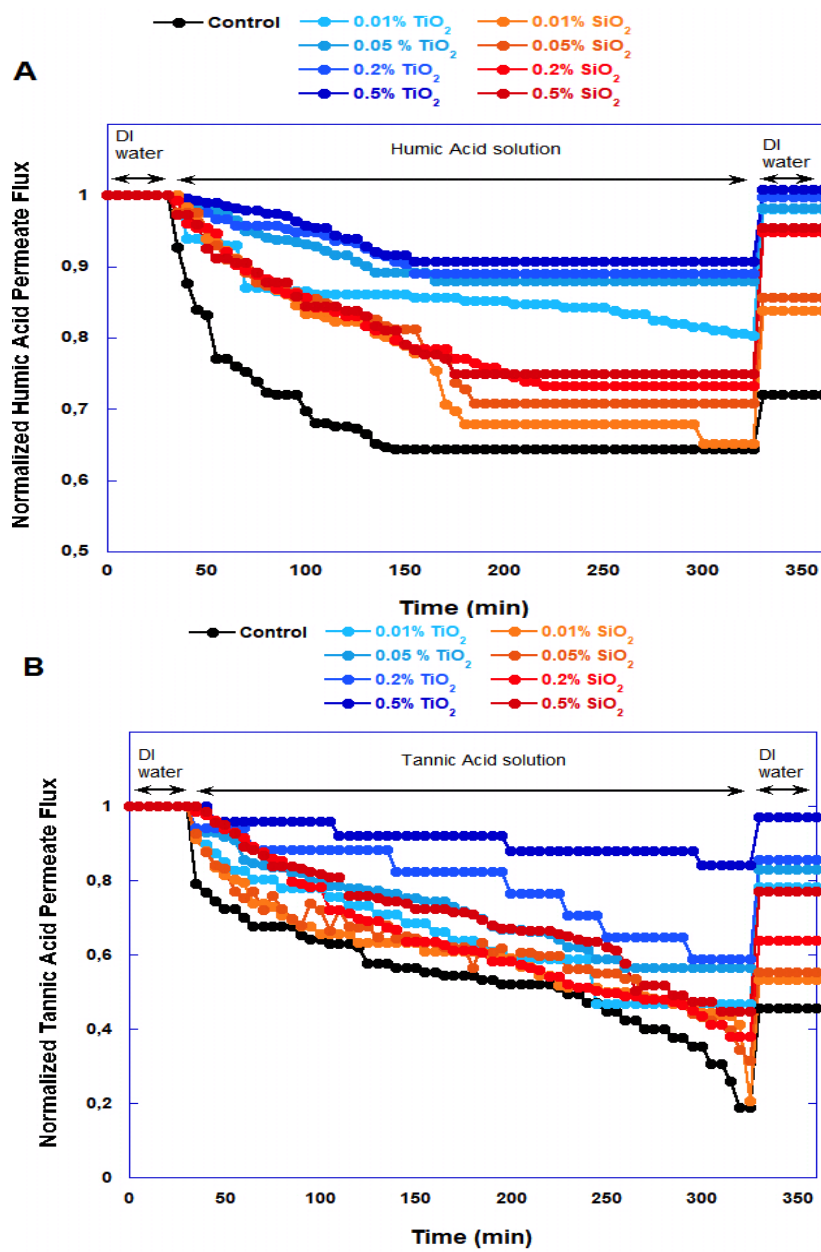 Control 0.01% TiO₂ 0.01% SiO₂
0.05 % TiO₂ 0.05% SiO₂
A
0.2% TiO₂ 0.2% SiO₂
0.5% TiO₂ 0.5% SiO₂
DI
water
Humic Acid solution
DI
water
Normalized Humic Acid Permeate Flux
1
0,9
0,8
0,7
0,6
0,5
0 50 100 150 200 250 300 350
Time (min)
Control 0.01% TiO₂ 0.01% SiO₂
0.05 % TiO₂ 0.05% SiO₂
B
0.2% TiO₂ 0.2% SiO₂
0.5% TiO₂ 0.5% SiO₂
DI
water
Tannic Acid solution
DI
water
Normalized Tannic Acid Permeate Flux
1
0,8
0,6
0,4
0,2
0
0 50 100 150 200 250 300 350
Time (min)